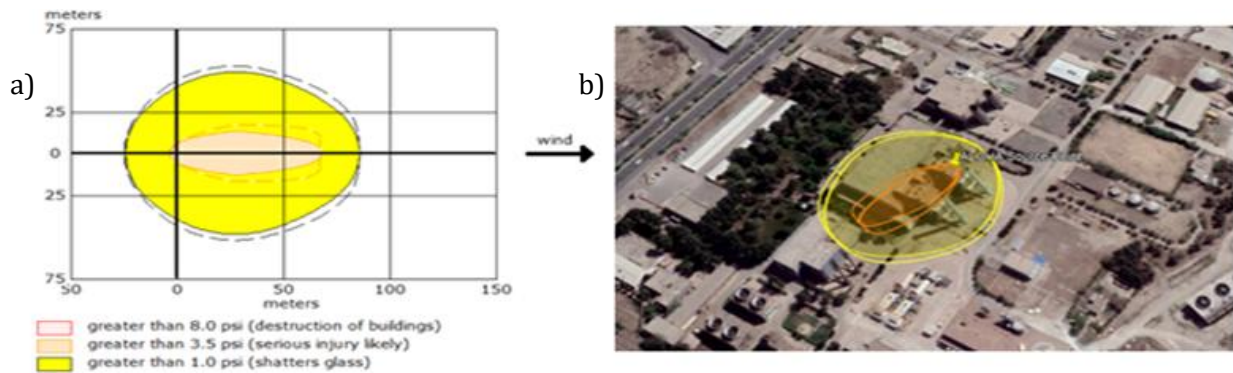 a)
meters
75
25
0
25
75
50 0 50 100 150
meters
greater than 8.0 psi (destruction of buildings)
greater than 3.5 psi (serious injury likely)
greater than 1.0 psi (shatters glass)
wind
b)